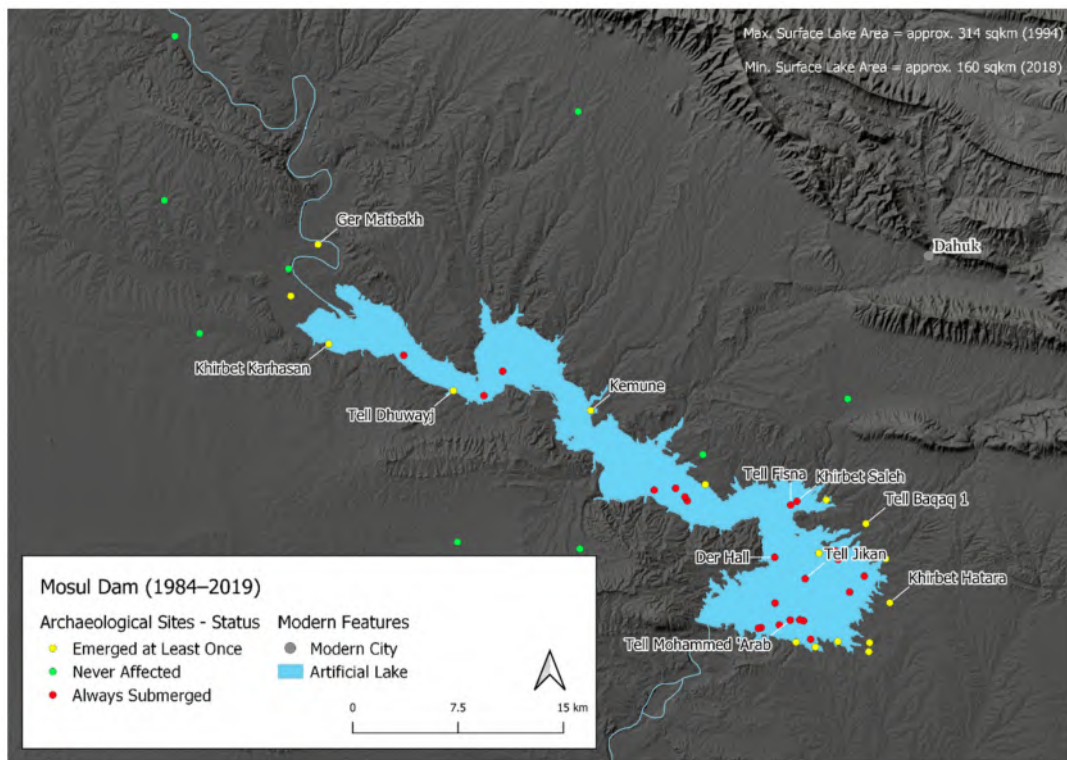 Max. Surface Lake Area = approx. 314 sqkm (1994)
Min. Surface Lake Area = approx. 160 sqkm (2018)
Ger Matbakh
Dahuk
Khirbet Karhasan
Tell Dhuwayj
Kemune
Tell Fisna
Khirbet Saleh
Tell Baqaq 1
Der Hall
Tell Jikan
Khirbet Hatara
Tell Mohammed 'Arab
Mosul Dam (1984–2019)
Archaeological Sites - Status
Emerged at Least Once
Never Affected
Always Submerged
Modern Features
Modern City
Artificial Lake
0 7.5 15 km